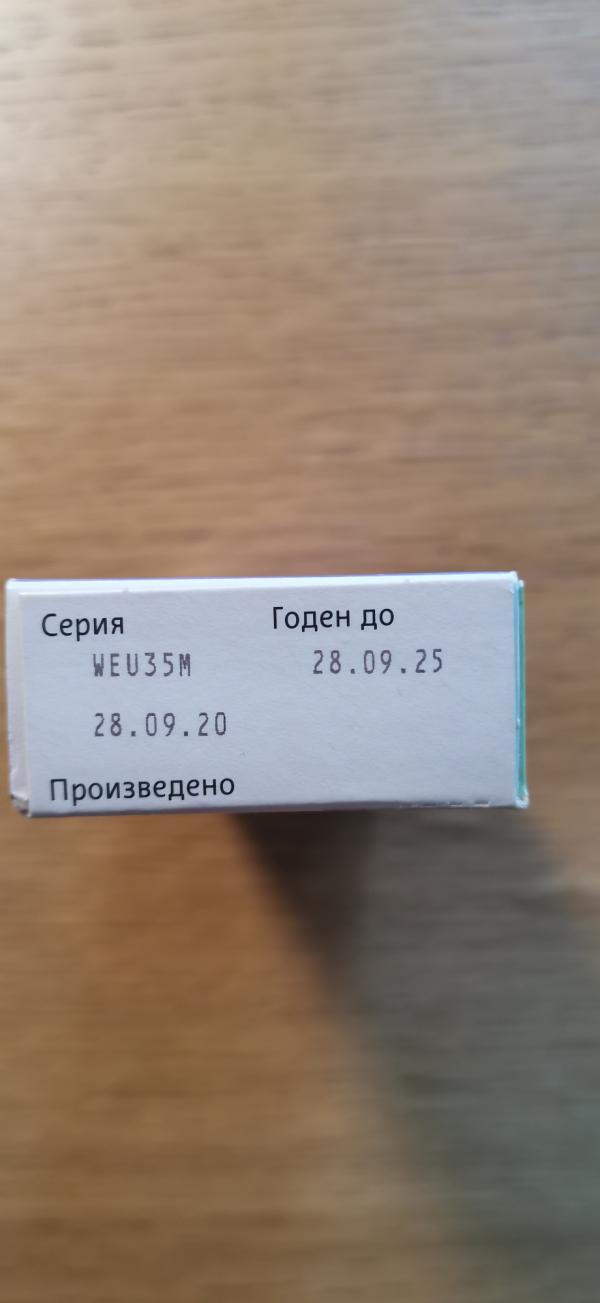 Серия Годен до
WEU35M 28.09.25
28.09.20
Произведено